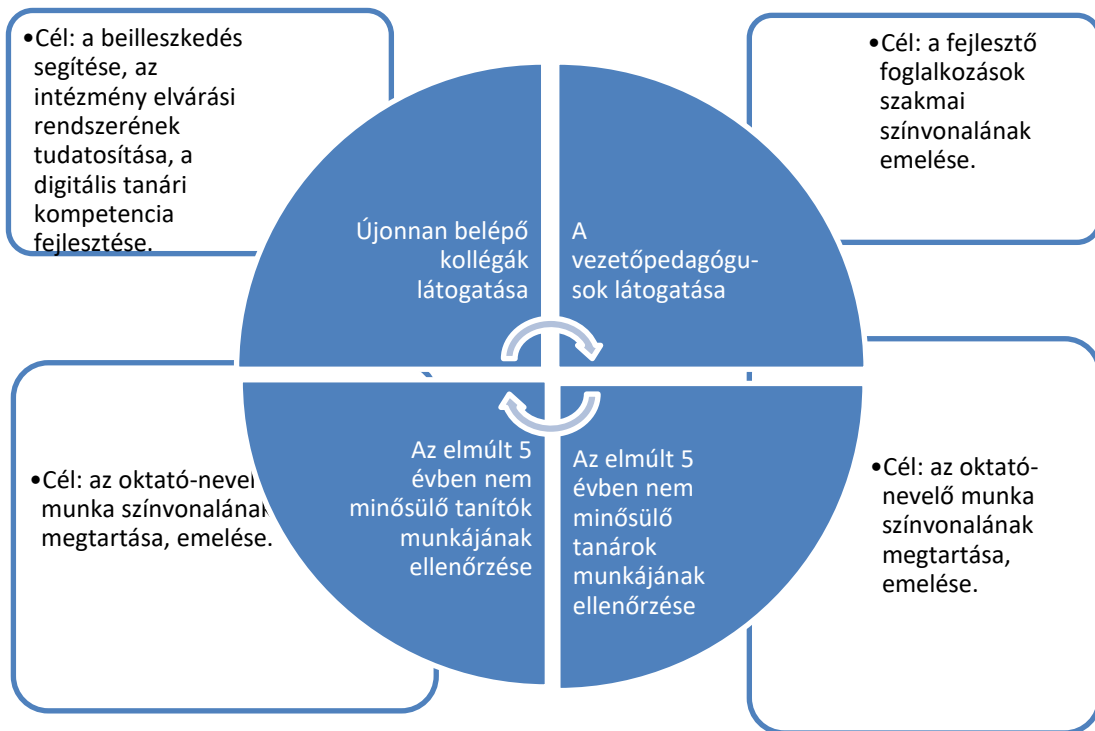 •Cél: a beilleszkedés
segítése, az
intézmény elvárási
rendszerének
tudatosítása, a
digitális tanári
kompetencia
fejlesztése.
•Cél: a fejlesztő
foglalkozások
szakmai
színvonalának
emelése.
Újonnan belépő
kollégák
látogatása
A
vezetőpedagógu-
sok látogatása
•Cél: az oktató-nevel
munka színvonalának
megtartása, emelése.
Az elmúlt 5
évben nem
minősülő tanítók
munkájának
ellenőrzése
Az elmúlt 5
évben nem
minősülő
tanárok
munkájának
ellenőrzése
•Cél: az oktató-
nevelő munka
színvonalának
megtartása,
emelése.